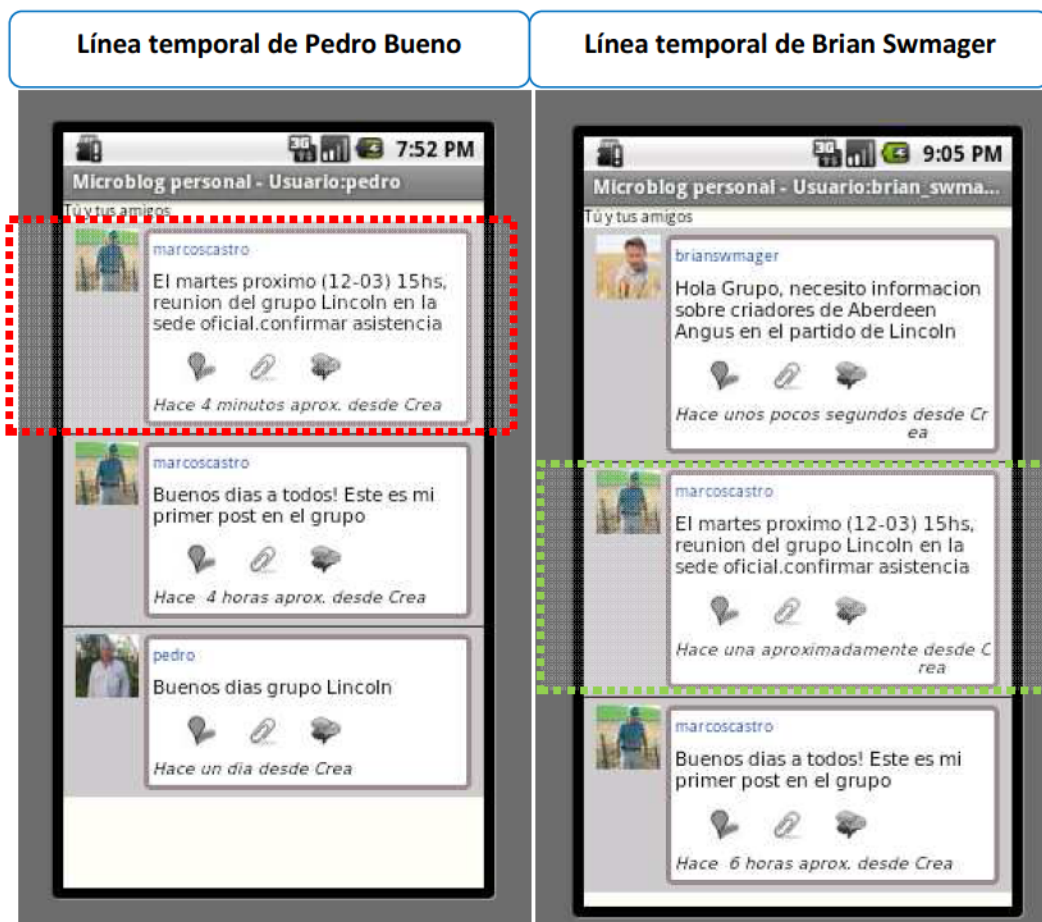 Línea temporal de Pedro Bueno
7:52 PM
Microblog personal - Usuario:pedro
Tú y tus amigos
marcoscastro
El martes proximo (12-03) 15hs,
reunion del grupo Lincoln en la
sede oficial.confirmar asistencia
Hace 4 minutos aprox. desde Crea
marcoscastro
Buenos dias a todos! Este es mi
primer post en el grupo
Hace 4 horas aprox. desde Crea
pedro
Buenos dias grupo Lincoln
Hace un dia desde Crea
Línea temporal de Brian Swmager
9:05 PM
Microblog personal - Usuario:brian_swma...
Tú y tus amigos
brianswmager
Hola Grupo, necesito informacion
sobre criadores de Aberdeen
Angus en el partido de Lincoln
Hace unos pocos segundos desde Cr
ea
marcoscastro
El martes proximo (12-03) 15hs,
reunion del grupo Lincoln en la
sede oficial.confirmar asistencia
Hace una aproximadamente desde C
rea
marcoscastro
Buenos dias a todos! Este es mi
primer post en el grupo
Hace 6 horas aprox. desde Crea